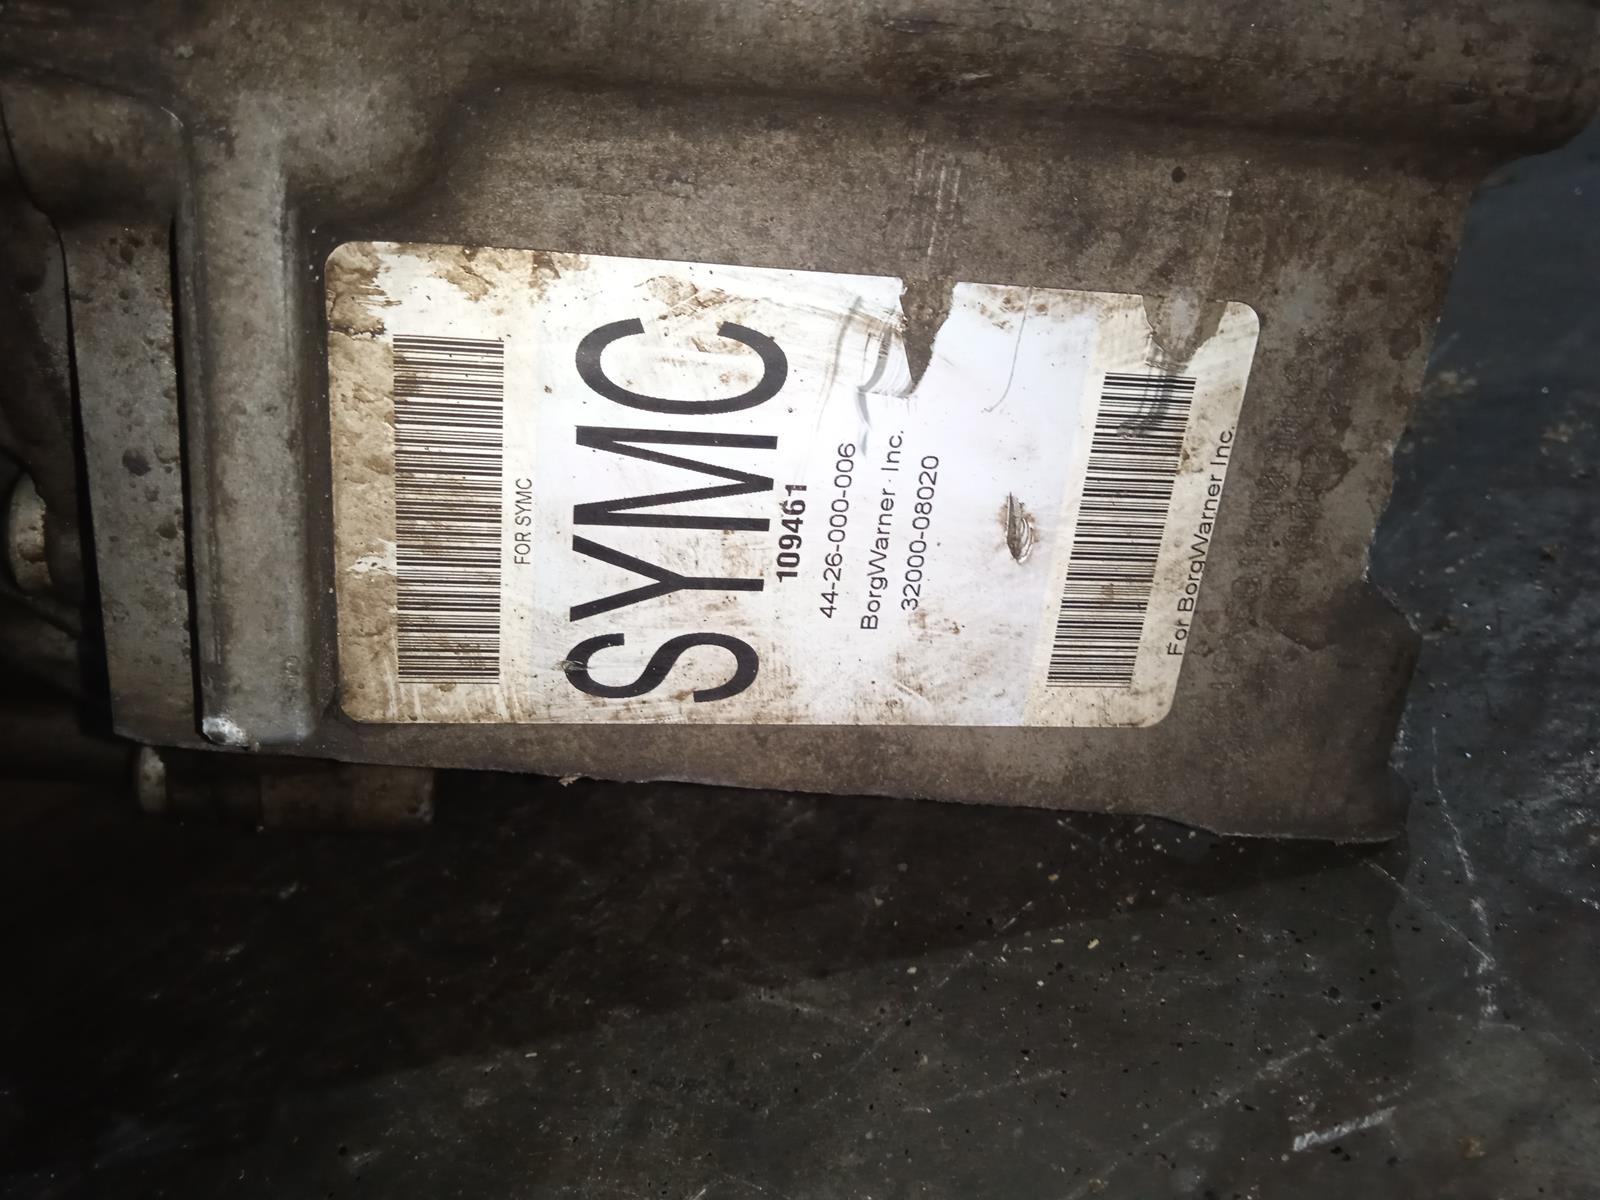 FOR SYMC
SYMC
109461
44-26-000-006
BorgWarner Inc.
32000-08020
For BorgWarner Inc.